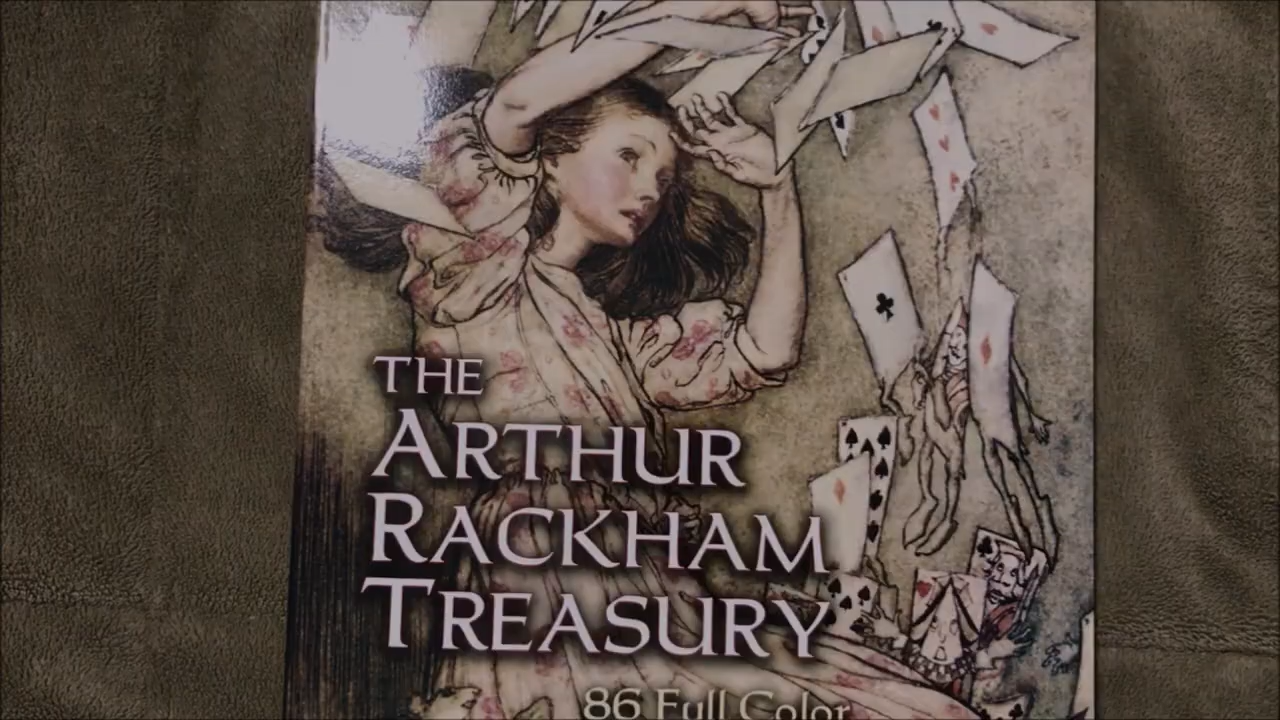 THE
ARTHUR
RACKHAM
TREASURY
86 Full Color